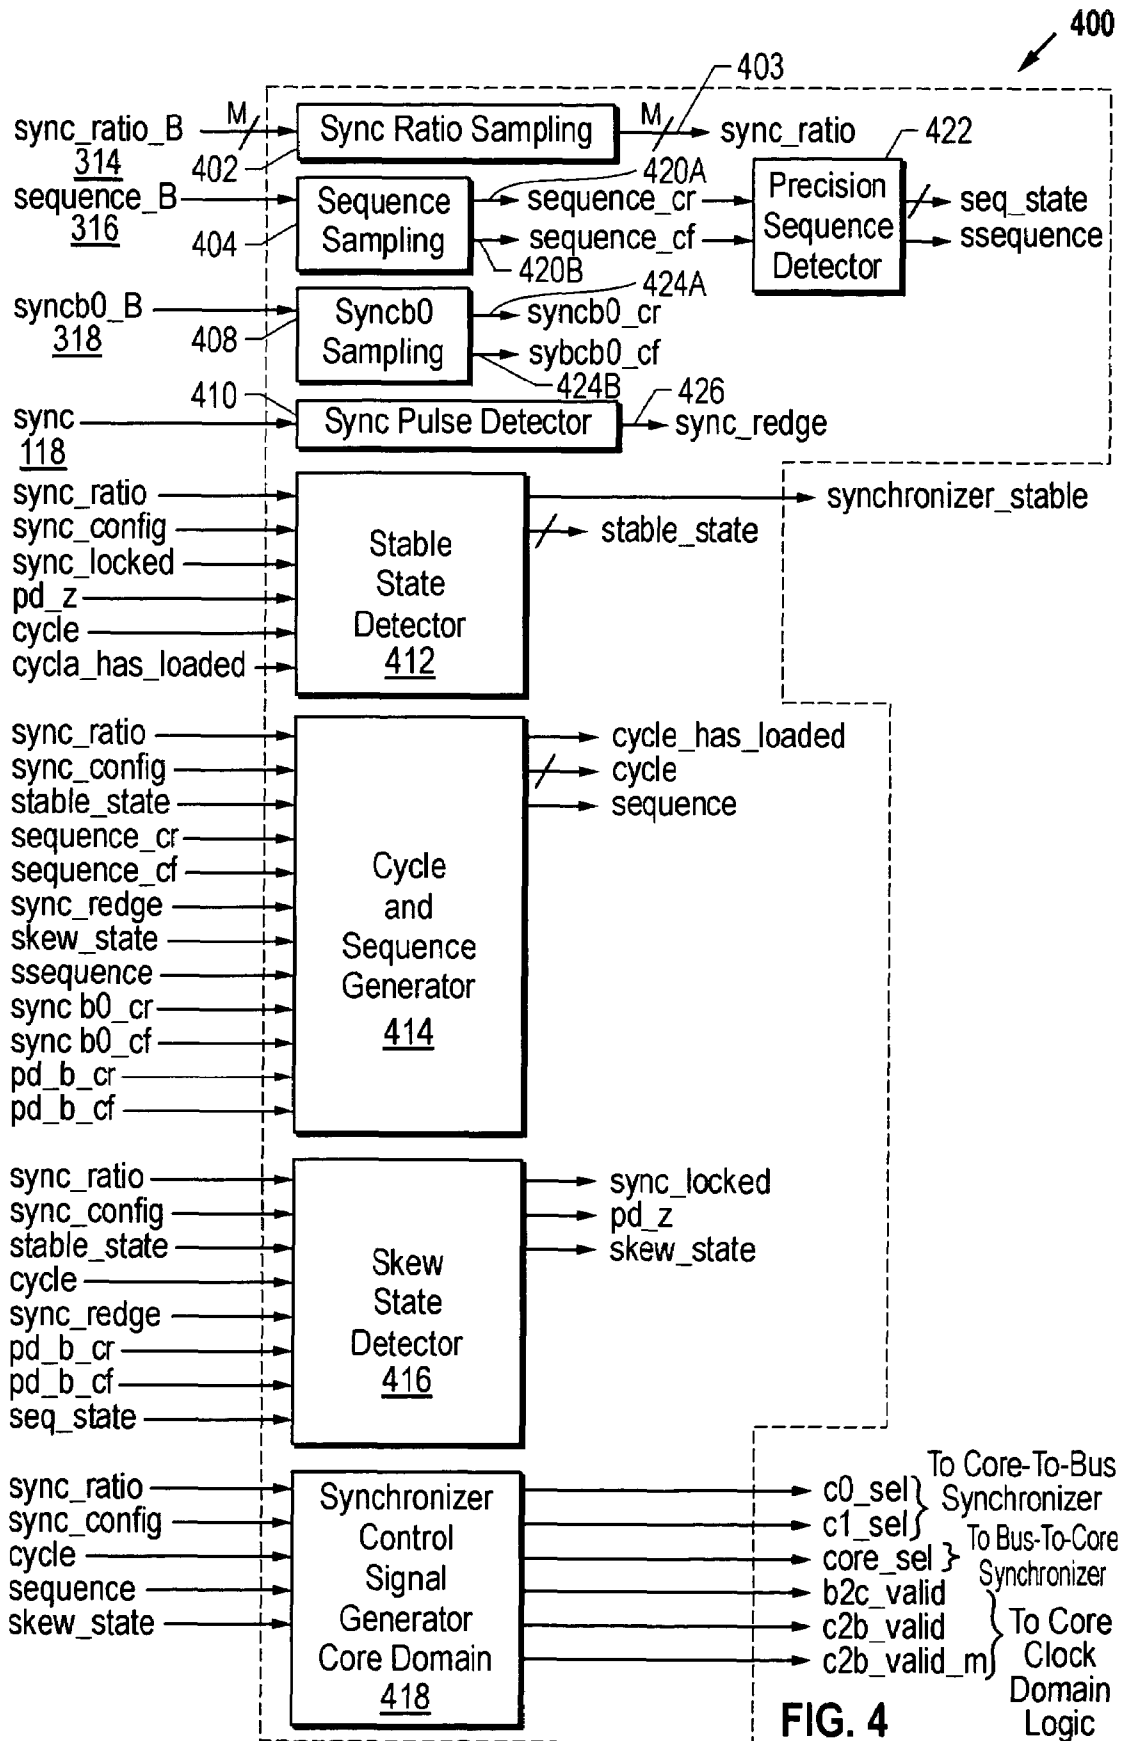 400
403
sync_ratio_B
314
M
402
Sync Ratio Sampling
M
sync_ratio
422
sequence_B
316
404
Sequence
Sampling
420A
sequence_cr
sequence_cf
420B
Precision
Sequence
Detector
seq_state
ssequence
syncb0_B
318
408
Syncb0
Sampling
424A
syncb0_cr
sybcb0_cf
424B
410
sync
118
Sync Pulse Detector
426
sync_redge
sync_ratio
sync_config
sync_locked
pd_z
cycle
cycla_has_loaded
Stable
State
Detector
412
synchronizer_stable
stable_state
sync_ratio
sync_config
stable_state
sequence_cr
sequence_cf
sync_redge
skew_state
ssequence
sync b0_cr
sync b0_cf
pd_b_cr
pd_b_cf
Cycle
and
Sequence
Generator
414
cycle_has_loaded
cycle
sequence
sync_ratio
sync_config
stable_state
cycle
sync_redge
pd_b_cr
pd_b_cf
seq_state
Skew
State
Detector
416
sync_locked
pd_z
skew_state
sync_ratio
sync_config
cycle
sequence
skew_state
Synchronizer
Control
Signal
Generator
Core Domain
418
c0_sel
c1_sel
To Core-To-Bus
Synchronizer
core_sel
To Bus-To-Core
Synchronizer
b2c_valid
c2b_valid
c2b_valid_m
To Core
Clock
Domain
Logic
FIG. 4